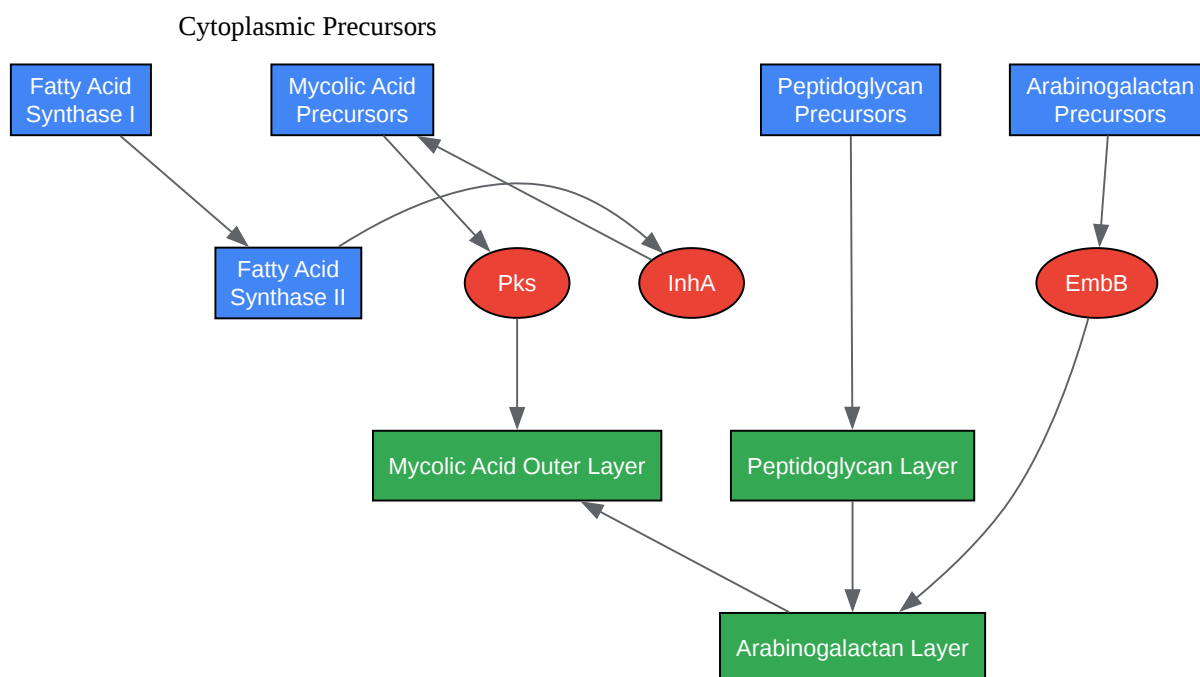 Cytoplasmic Precursors
Fatty Acid
Synthase I
Mycolic Acid
Precursors
Peptidoglycan
Precursors
Arabinogalactan
Precursors
Fatty Acid
Synthase II
Pks
InhA
EmbB
Mycolic Acid Outer Layer
Peptidoglycan Layer
Arabinogalactan Layer